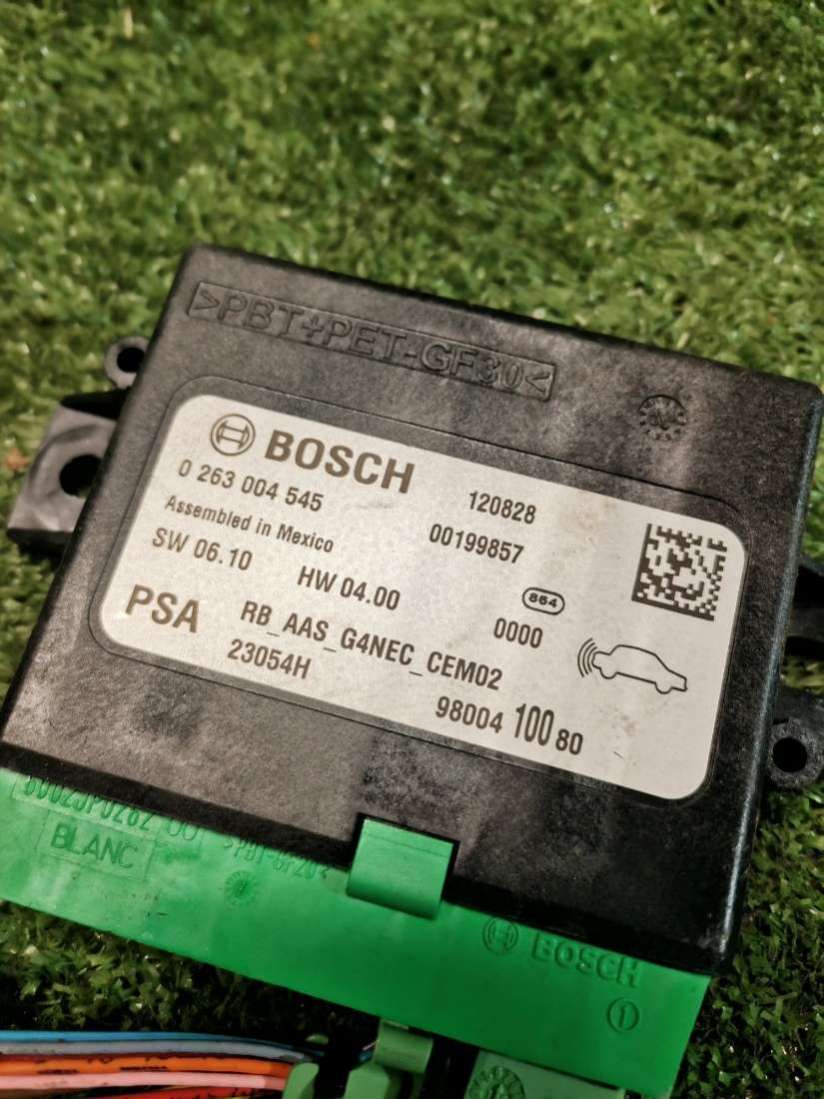 >PBT+PET-GF30<
BOSCH
0 263 004 545
120828
Assembled in Mexico
00199857
SW 06.10
HW 04.00
664
PSA
RB_AAS_G4NEC_CEM02
0000
23054H
98004 100 80
BLANC
BOSCH
1